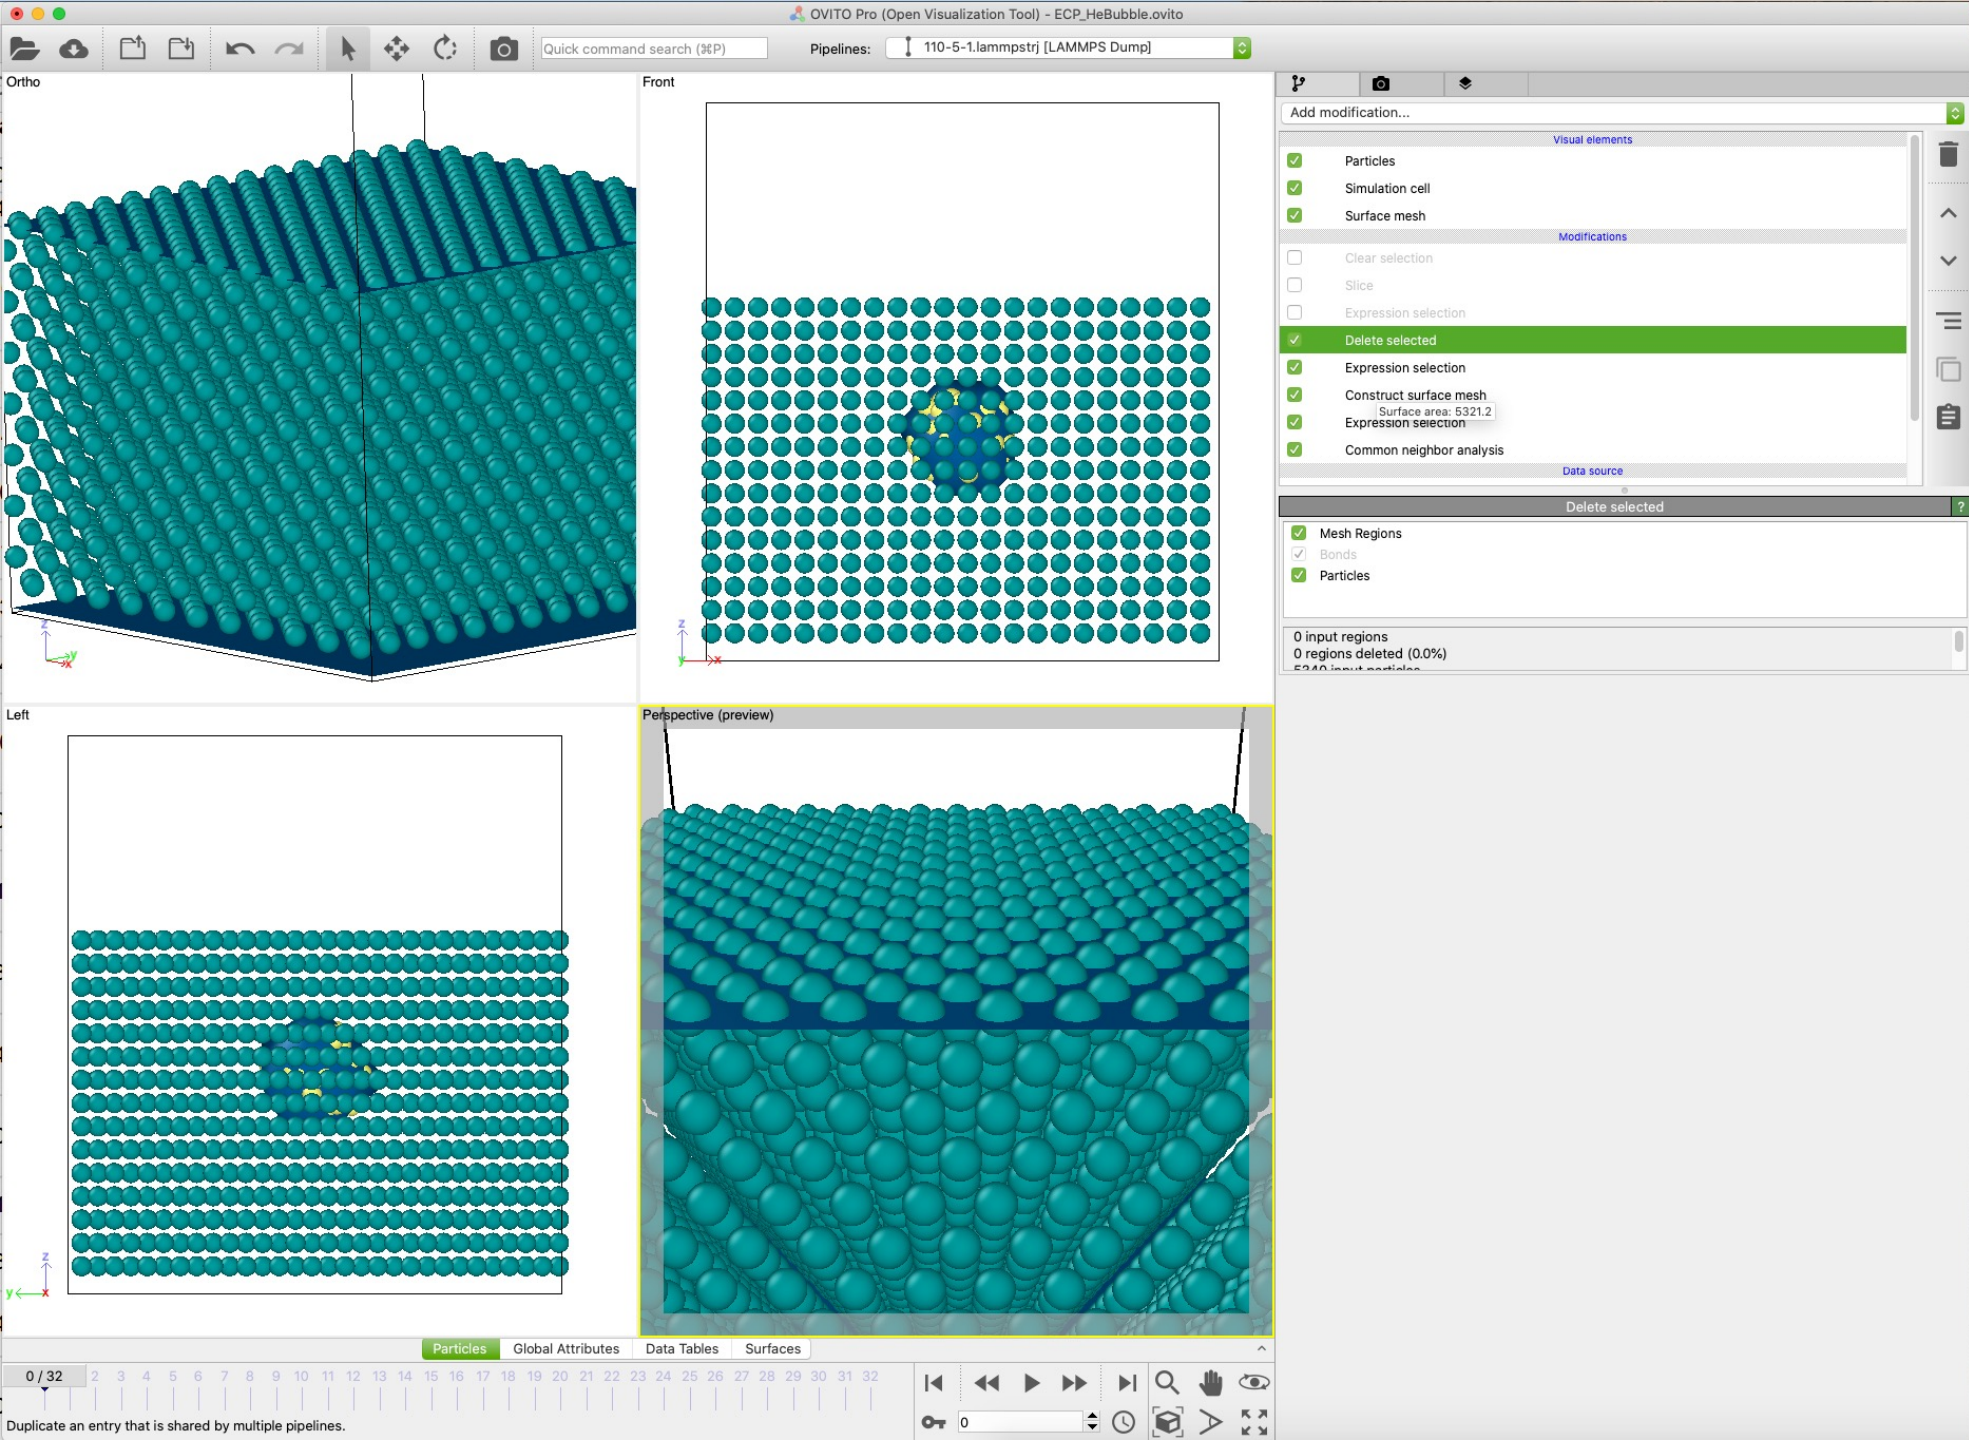 OVITO Pro (Open Visualization Tool) - ECP_HeBubble.ovito
Quick command search (⌘P)
Pipelines:
110-5-1.lammpstrj [LAMMPS Dump]
Ortho
Front
Left
Perspective (preview)
z
y
x
z
y
x
z
y
x
Add modification...
Visual elements
Particles
Simulation cell
Surface mesh
Modifications
Clear selection
Slice
Expression selection
Delete selected
Expression selection
Construct surface mesh
Surface area: 5321.2
Expression selection
Common neighbor analysis
Data source
Delete selected
?
Mesh Regions
Bonds
Particles
0 input regions
0 regions deleted (0.0%)
5340 input particles
Particles
Global Attributes
Data Tables
Surfaces
0 / 32
2 3 4 5 6 7 8 9 10 11 12 13 14 15 16 17 18 19 20 21 22 23 24 25 26 27 28 29 30 31 32
0
Duplicate an entry that is shared by multiple pipelines.